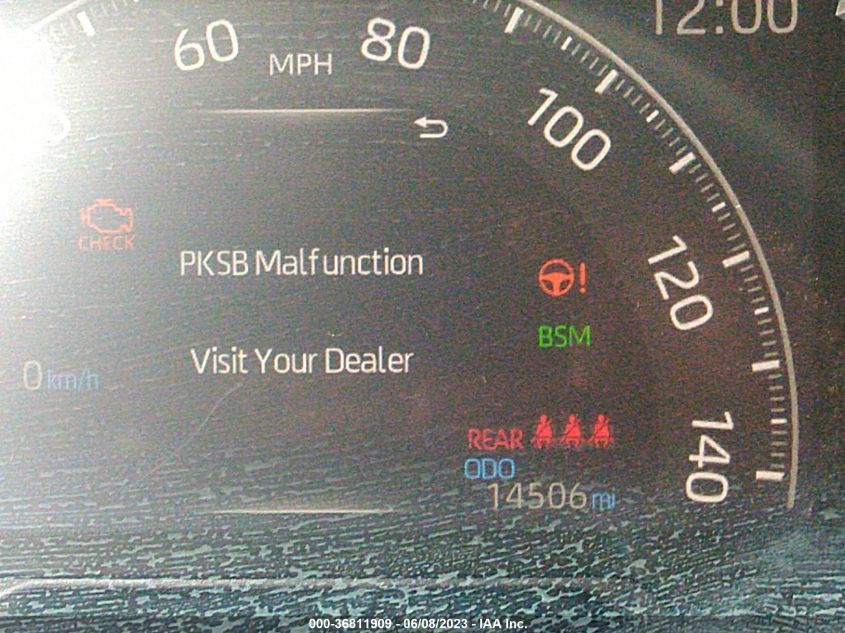 12:00
60
MPH
80
100
CHECK
PKSB Malfunction
120
BSM
Visit Your Dealer
0 km/h
REAR
140
ODO
14506 mi
000-36811909 - 06/08/2023 - IAA Inc.